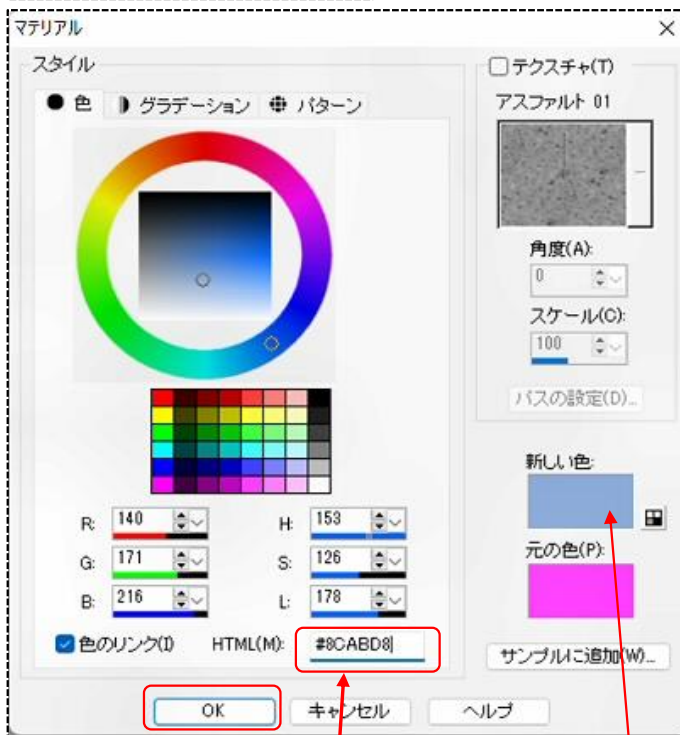 マテリアル
スタイル
色 グラデーション パターン
R: 140 H: 153
G: 171 S: 126
B: 216 L: 178
色のリンク(I) HTML(M): #8CABD8
テクスチャ(T)
アスファルト 01
角度(A):
0
スケール(C):
100
パスの設定(D)...
新しい色:
元の色(P):
サンプルに追加(W)...
OK キャンセル ヘルプ